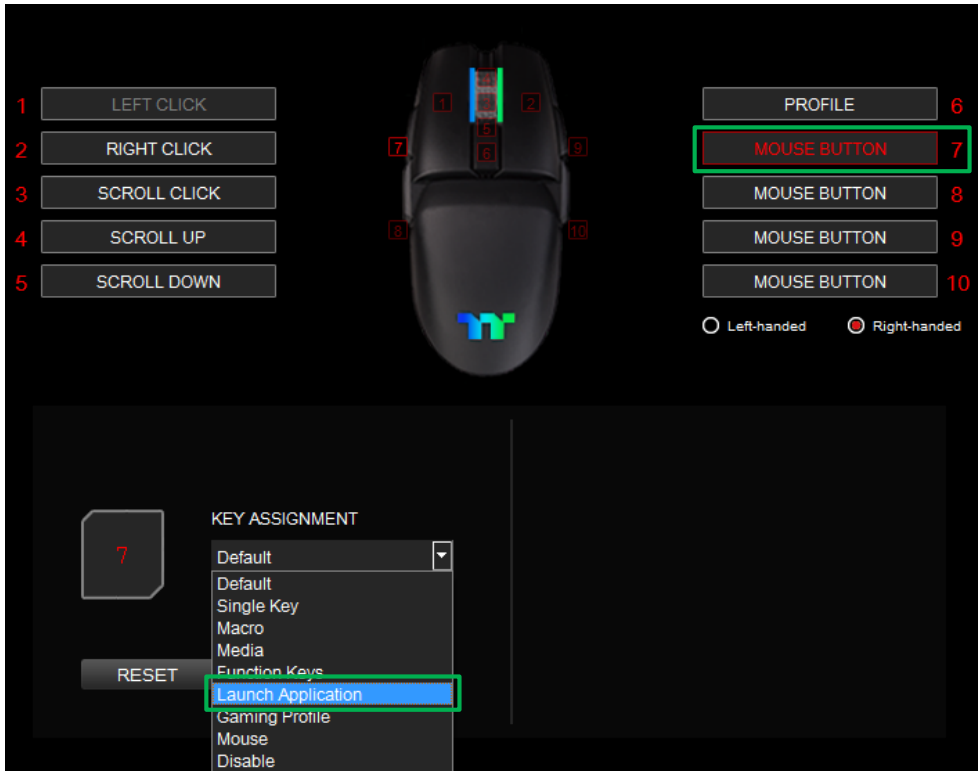 1 LEFT CLICK
2 RIGHT CLICK
3 SCROLL CLICK
4 SCROLL UP
5 SCROLL DOWN
1
2
5
6
7
8
9
10
PROFILE 6
MOUSE BUTTON 7
MOUSE BUTTON 8
MOUSE BUTTON 9
MOUSE BUTTON 10
Left-handed Right-handed
7
KEY ASSIGNMENT
Default
Default
Single Key
Macro
Media
Function Keys
Launch Application
Gaming Profile
Mouse
Disable
RESET